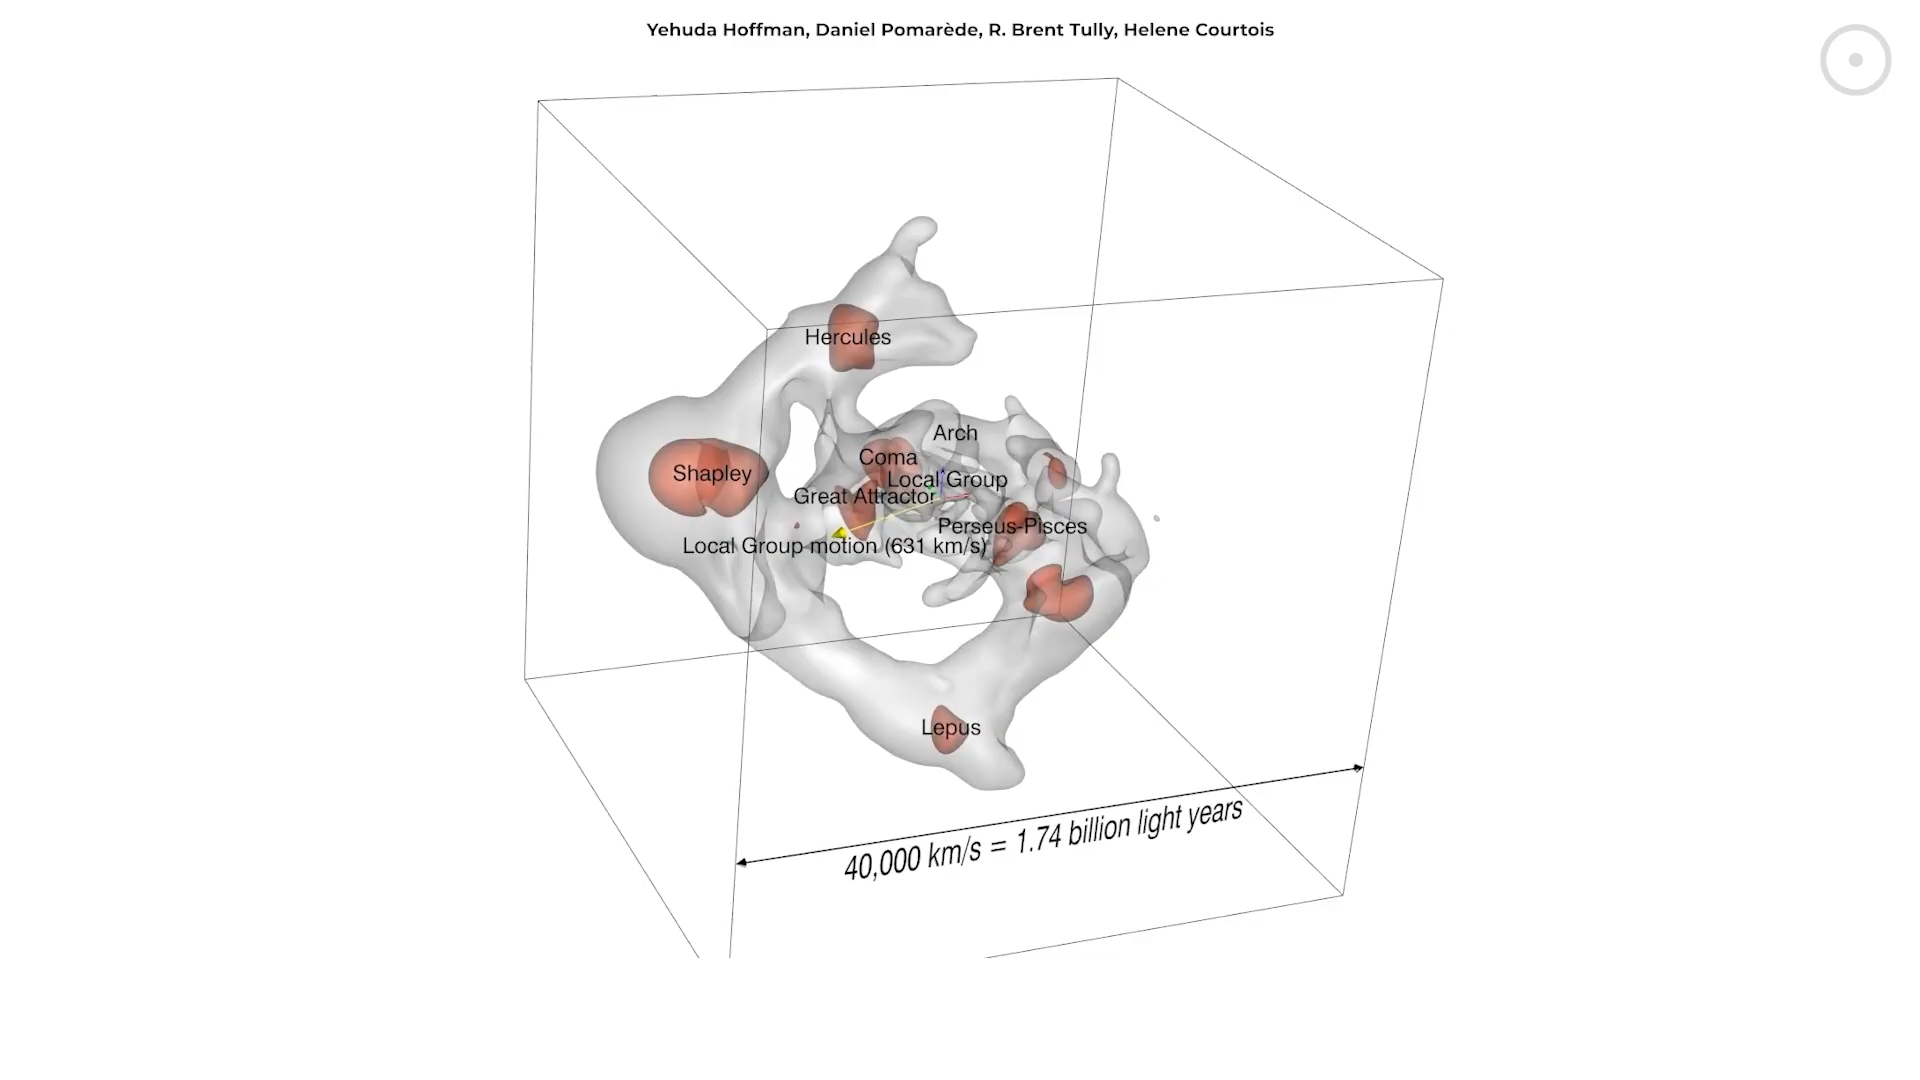 Yehuda Hoffman, Daniel Pomarède, R. Brent Tully, Helene Courtois
Hercules
Arch
Coma
Shapley
Local Group
Great Attractor
Perseus-Pisces
Local Group motion (631 km/s)
Lepus
40,000 km/s = 1.74 billion light years